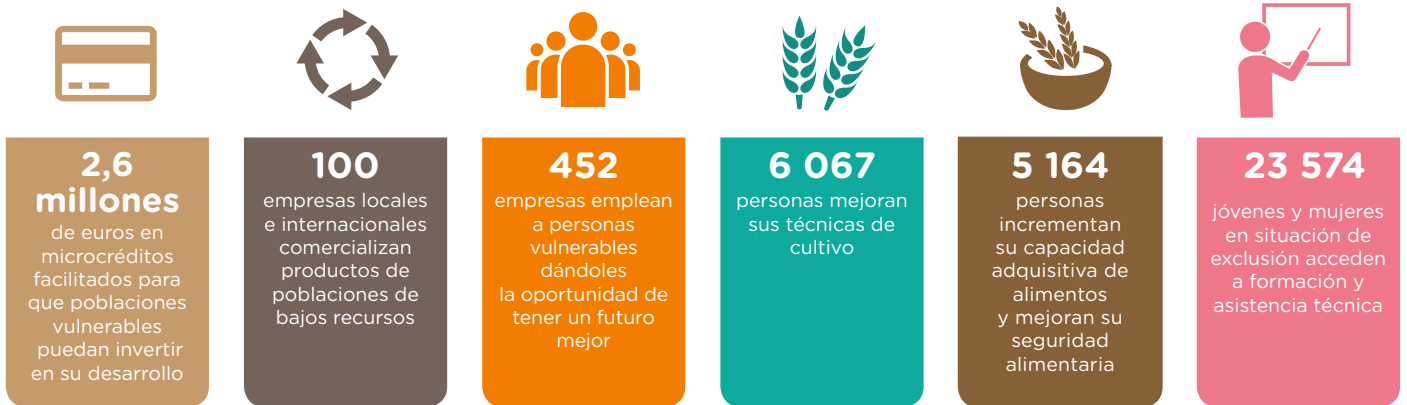 2,6
millones
de euros en
microcréditos
facilitados para
que poblaciones
vulnerables
puedan invertir
en su desarrollo
100
empresas locales
e internacionales
comercializan
productos de
poblaciones de
bajos recursos
452
empresas emplean
a personas
vulnerables
dándoles
la oportunidad de
tener un futuro
mejor
6 067
personas mejoran
sus técnicas de
cultivo
5 164
personas
incrementan
su capacidad
adquisitiva de
alimentos
y mejoran su
seguridad
alimentaria
23 574
jóvenes y mujeres
en situación de
exclusión acceden
a formación y
asistencia técnica